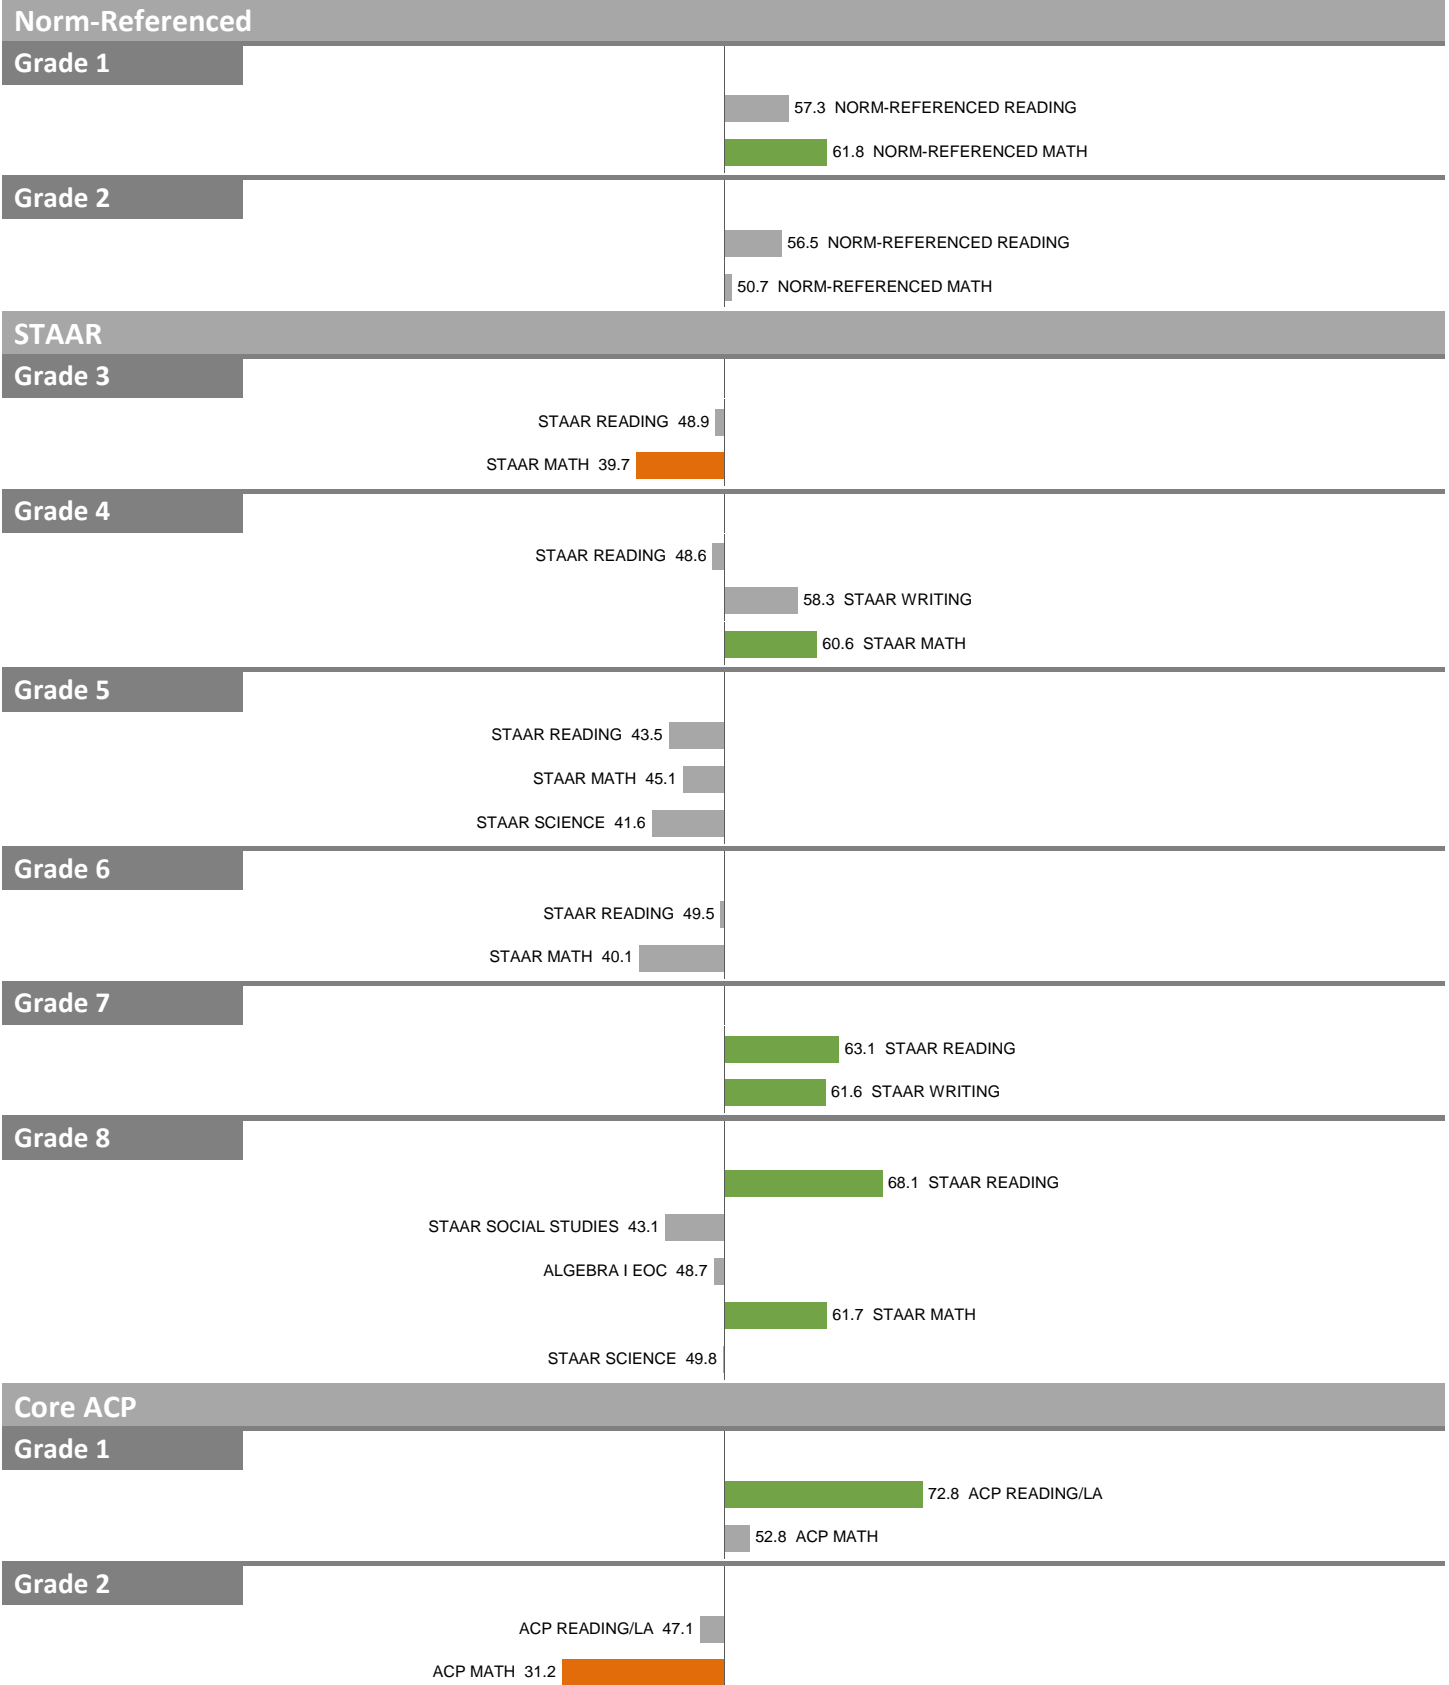 Norm-Referenced
Grade 1
57.3 NORM-REFERENCED READING
61.8 NORM-REFERENCED MATH
Grade 2
56.5 NORM-REFERENCED READING
50.7 NORM-REFERENCED MATH
STAAR
Grade 3
STAAR READING 48.9
STAAR MATH 39.7
Grade 4
STAAR READING 48.6
58.3 STAAR WRITING
60.6 STAAR MATH
Grade 5
STAAR READING 43.5
STAAR MATH 45.1
STAAR SCIENCE 41.6
Grade 6
STAAR READING 49.5
STAAR MATH 40.1
Grade 7
63.1 STAAR READING
61.6 STAAR WRITING
Grade 8
68.1 STAAR READING
STAAR SOCIAL STUDIES 43.1
ALGEBRA I EOC 48.7
61.7 STAAR MATH
STAAR SCIENCE 49.8
Core ACP
Grade 1
72.8 ACP READING/LA
52.8 ACP MATH
Grade 2
ACP READING/LA 47.1
ACP MATH 31.2